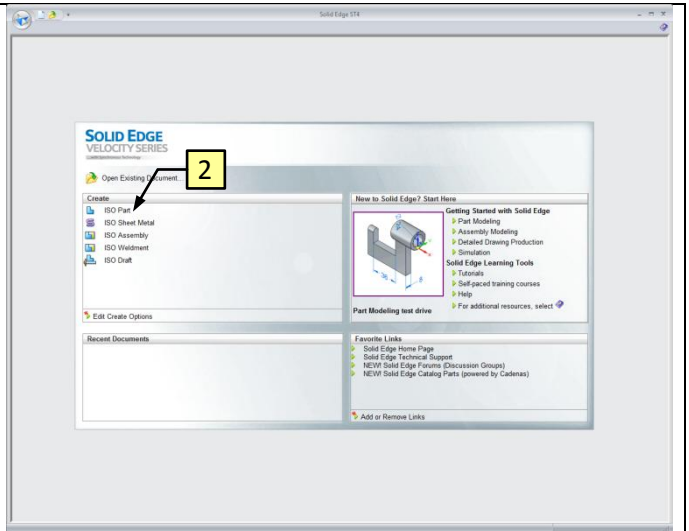 Solid Edge ST4
SOLID EDGE
VELOCITY SERIES
Open Existing Document...
2
Create
ISO Part
ISO Sheet Metal
ISO Assembly
ISO Weldment
ISO Draft
Edit Create Options
New to Solid Edge? Start Here
Getting Started with Solid Edge
Part Modeling
Assembly Modeling
Detailed Drawing Production
Simulation
Solid Edge Learning Tools
Tutorials
Self-paced training courses
Help
For additional resources, select
Part Modeling test drive
Recent Documents
Favorite Links
Solid Edge Home Page
Solid Edge Technical Support
NEW! Solid Edge Forums (Discussion Groups)
NEW! Solid Edge Catalog Parts (powered by Cadenas)
Add or Remove Links